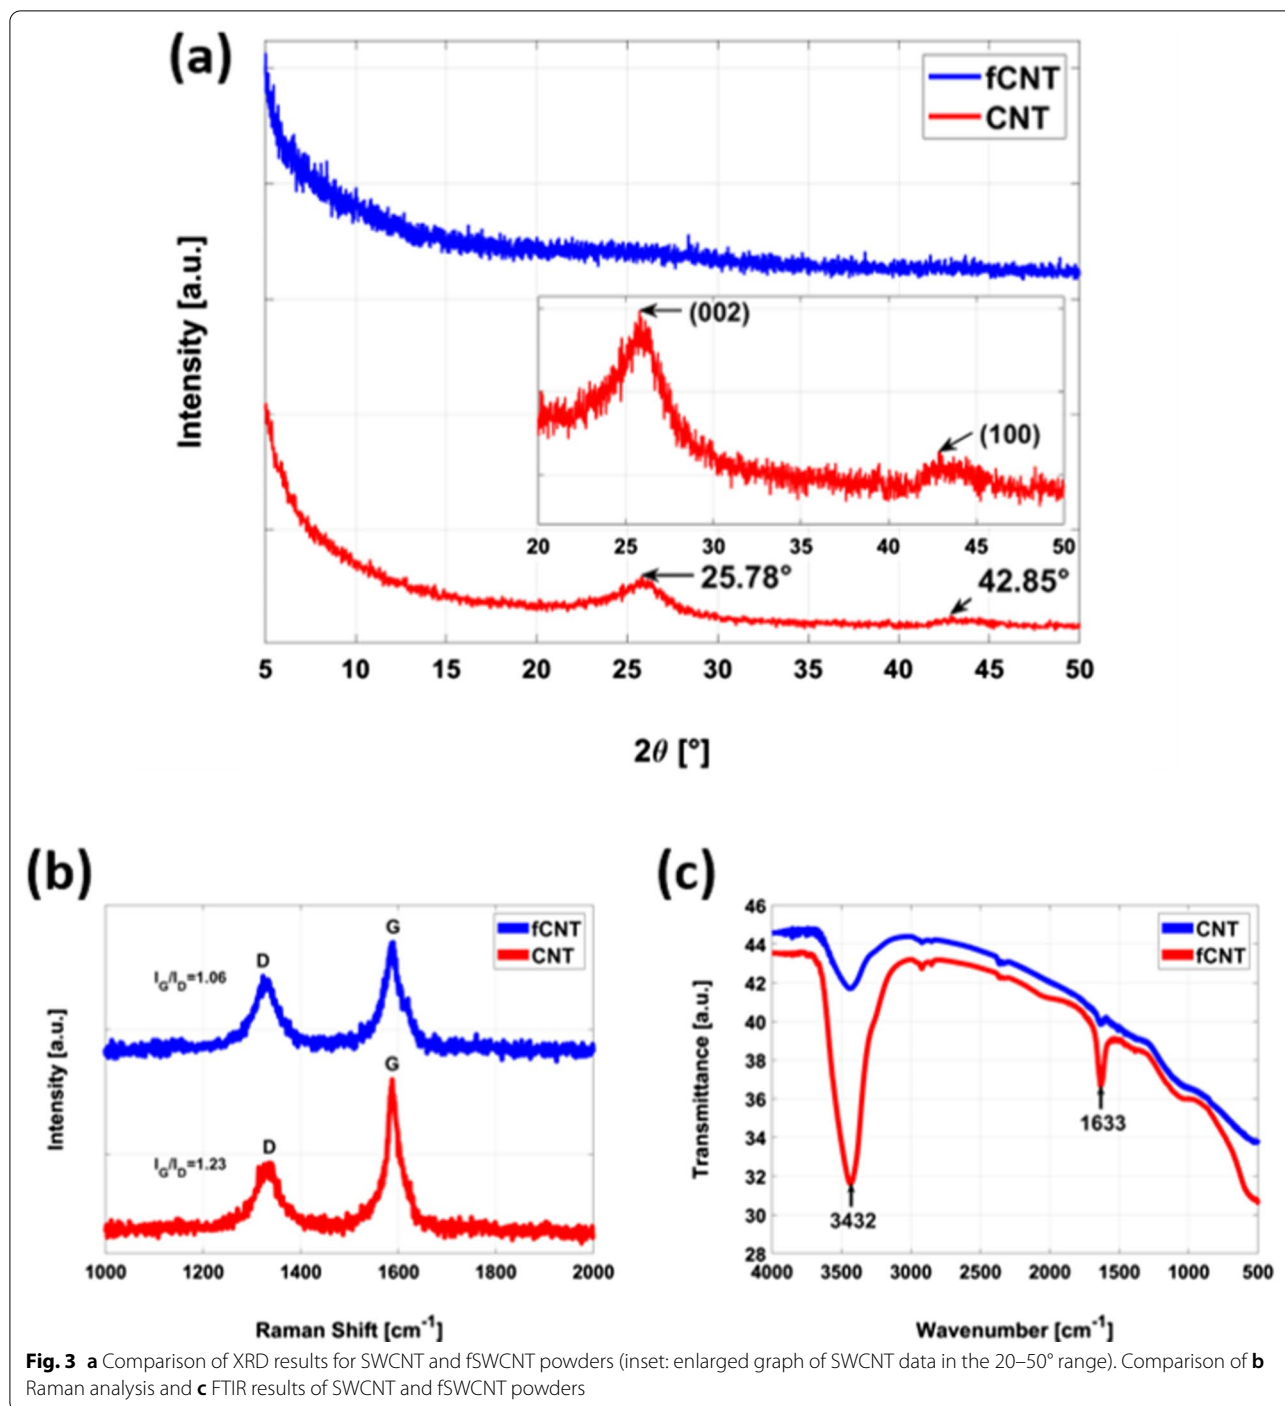 (a)
fCNT
CNT
Intensity [a.u.]
(002)
(100)
20 25 30 35 40 45 50
25.78°
42.85°
5 10 15 20 25 30 35 40 45 50
2θ [°]
(b)
fCNT
CNT
G
D
I_G/I_D=1.06
G
D
I_G/I_D=1.23
Intensity [a.u.]
1000 1200 1400 1600 1800 2000
Raman Shift [cm⁻¹]
(c)
CNT
fCNT
46
44
42
40
38
36
34
32
30
28
Transmittance [a.u.]
1633
3432
4000 3500 3000 2500 2000 1500 1000 500
Wavenumber [cm⁻¹]
Fig. 3 a Comparison of XRD results for SWCNT and fSWCNT powders (inset: enlarged graph of SWCNT data in the 20–50° range). Comparison of b
Raman analysis and c FTIR results of SWCNT and fSWCNT powders